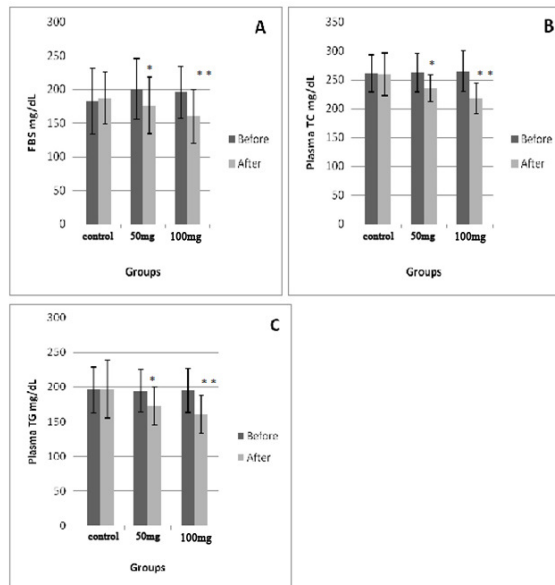 A
300
250
200
150
100
50
0
FBS mg/dL
*
**
control 50mg 100mg
Groups
Before
After
B
350
300
250
200
150
100
50
0
Plasma TC mg/dL
*
**
control 50mg 100mg
Groups
Before
After
C
300
250
200
150
100
50
0
Plasma TG mg/dL
*
**
control 50mg 100mg
Groups
Before
After